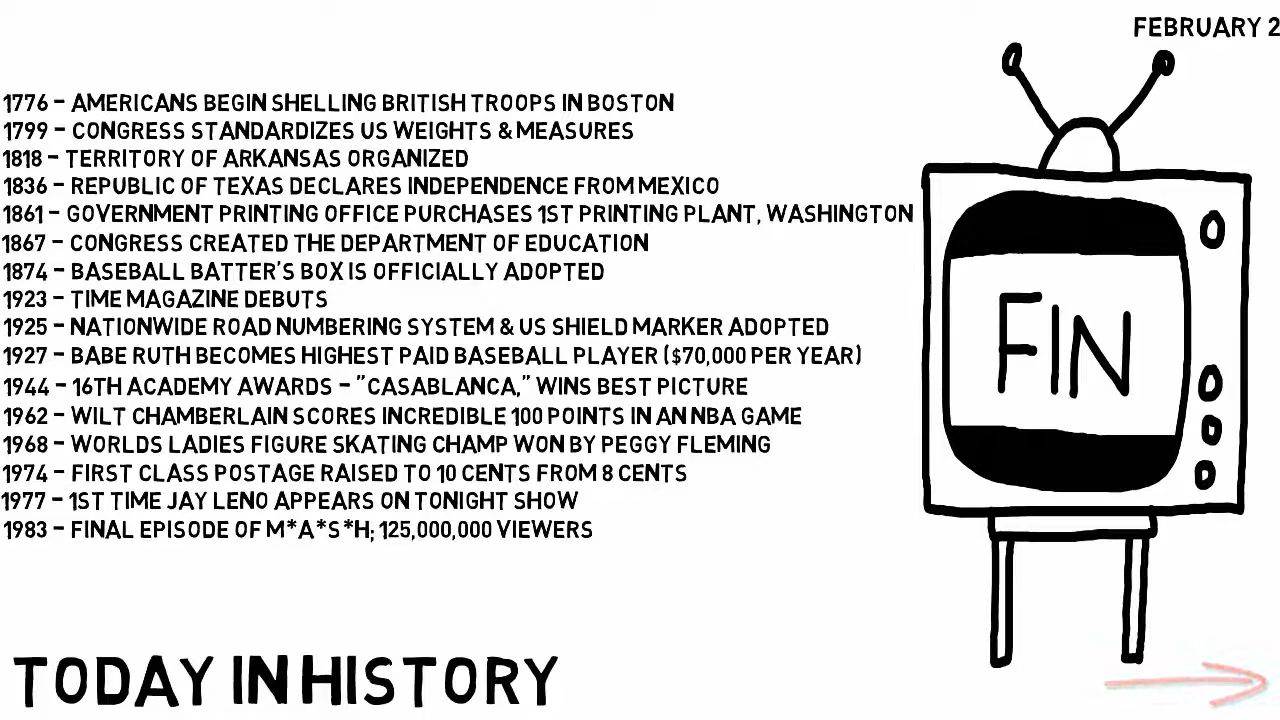 FEBRUARY 2
1776 - AMERICANS BEGIN SHELLING BRITISH TROOPS IN BOSTON
1799 - CONGRESS STANDARDIZES US WEIGHTS & MEASURES
1818 - TERRITORY OF ARKANSAS ORGANIZED
1836 - REPUBLIC OF TEXAS DECLARES INDEPENDENCE FROM MEXICO
1861 - GOVERNMENT PRINTING OFFICE PURCHASES 1ST PRINTING PLANT, WASHINGTON
1867 - CONGRESS CREATED THE DEPARTMENT OF EDUCATION
1874 - BASEBALL BATTER'S BOX IS OFFICIALLY ADOPTED
1923 - TIME MAGAZINE DEBUTS
1925 - NATIONWIDE ROAD NUMBERING SYSTEM & US SHIELD MARKER ADOPTED
1927 - BABE RUTH BECOMES HIGHEST PAID BASEBALL PLAYER ($70,000 PER YEAR)
1944 - 16TH ACADEMY AWARDS - "CASABLANCA," WINS BEST PICTURE
1962 - WILT CHAMBERLAIN SCORES INCREDIBLE 100 POINTS IN AN NBA GAME
1968 - WORLDS LADIES FIGURE SKATING CHAMP WON BY PEGGY FLEMING
1974 - FIRST CLASS POSTAGE RAISED TO 10 CENTS FROM 8 CENTS
1977 - 1ST TIME JAY LENO APPEARS ON TONIGHT SHOW
1983 - FINAL EPISODE OF M*A*S*H; 125,000,000 VIEWERS
FIN
TODAY IN HISTORY